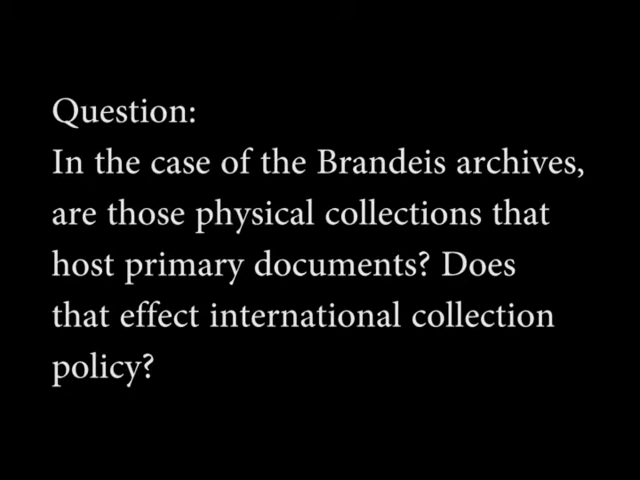 Question:
In the case of the Brandeis archives,
are those physical collections that
host primary documents? Does
that effect international collection
policy?